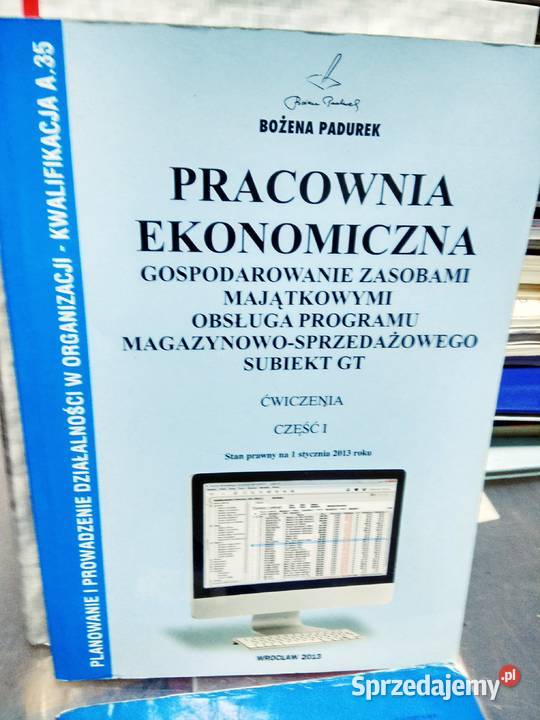 BOŻENA PADUREK
PRACOWNIA
EKONOMICZNA
GOSPODAROWANIE ZASOBAMI
MAJĄTKOWYMI
OBSŁUGA PROGRAMU
MAGAZYNOWO-SPRZEDAŻOWEGO
SUBIEKT GT
ĆWICZENIA
CZĘŚĆ I
Stan prawny na 1 stycznia 2013 roku
WROCŁAW 2013
PLANOWANIE I PROWADZENIE DZIAŁALNOŚCI W ORGANIZACJI - KWALIFIKACJA A.35
Sprzedajemy.pl